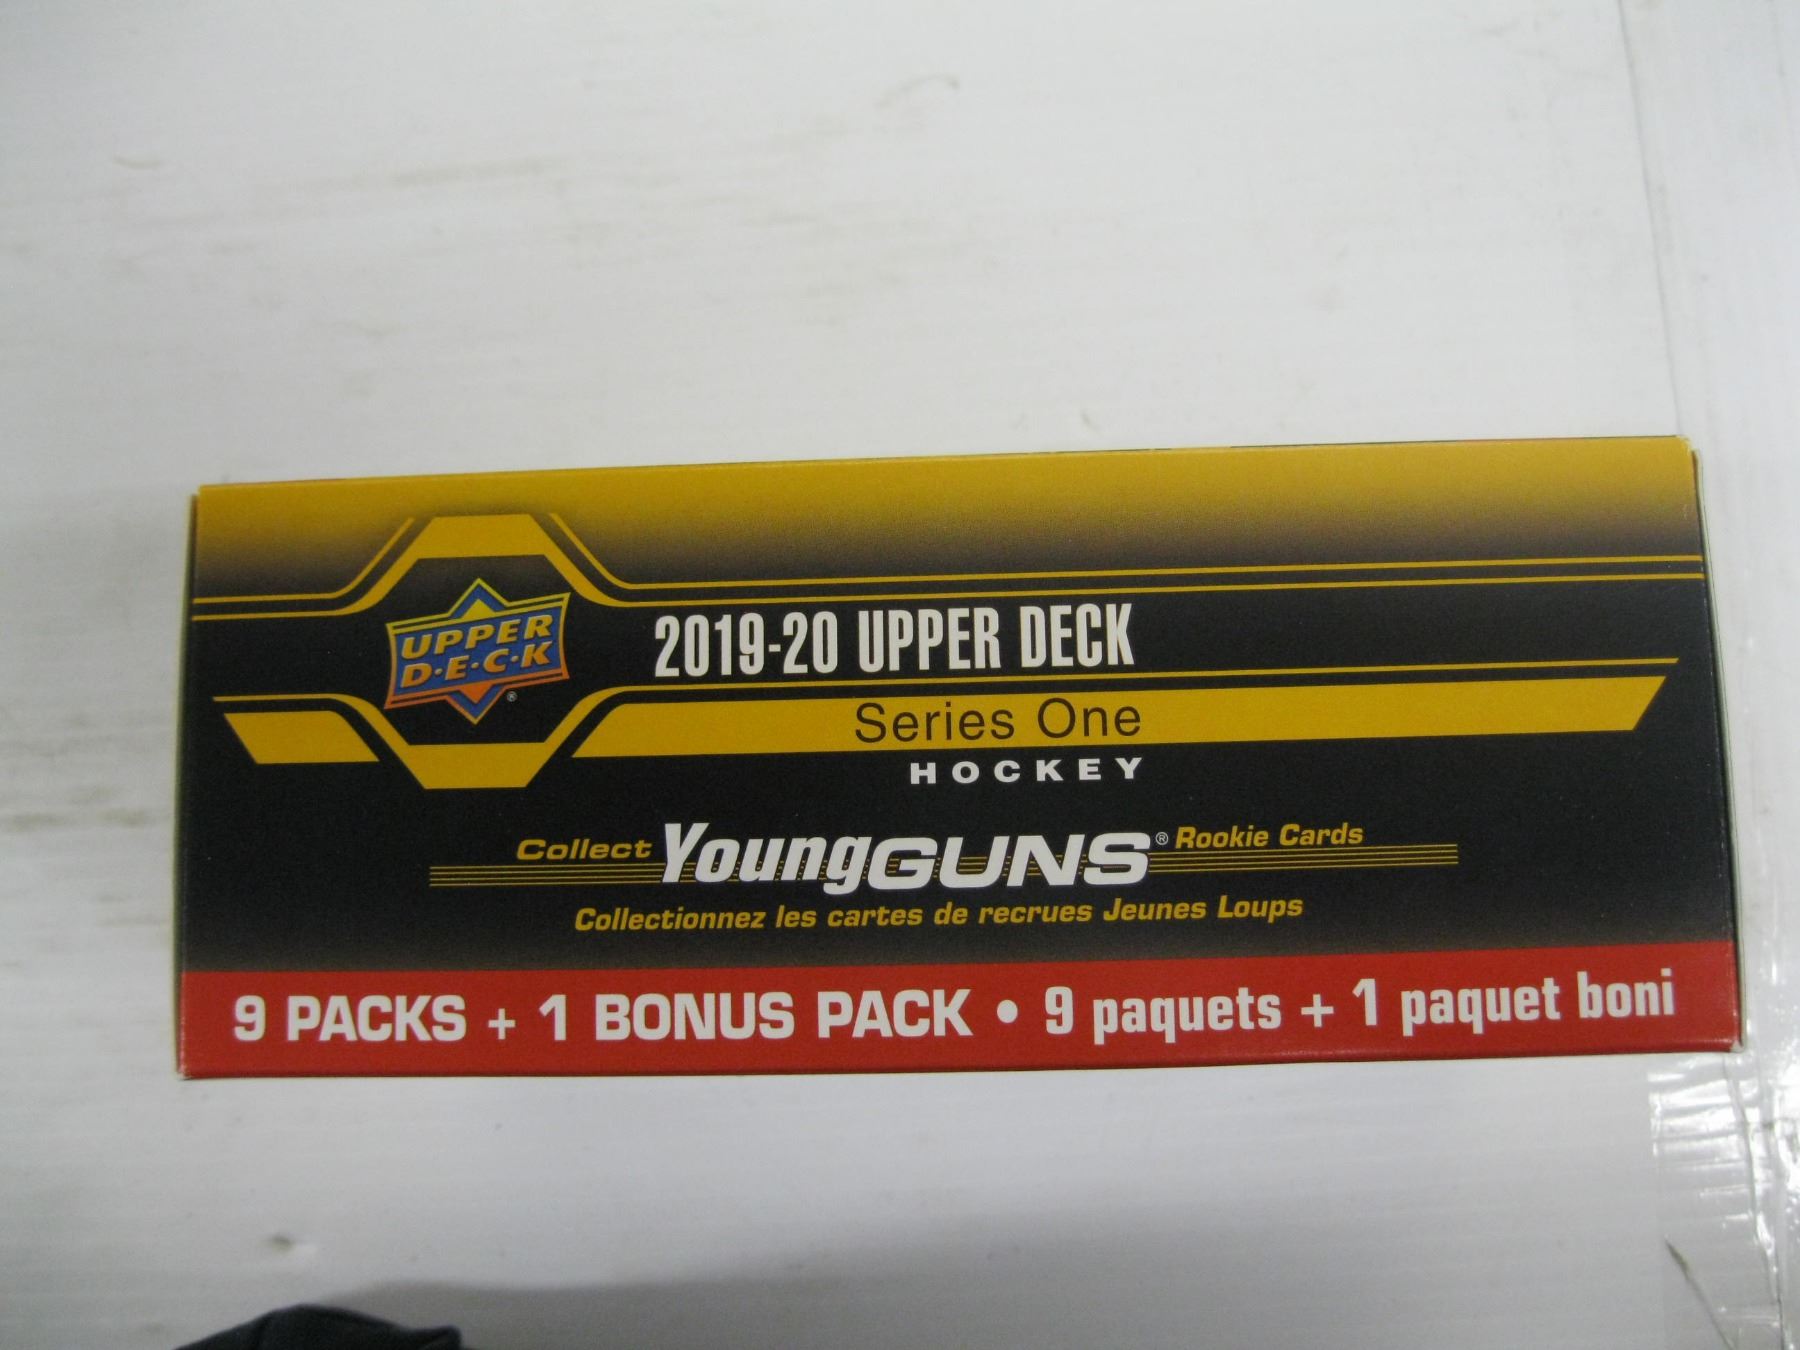 UPPER
D·E·C·K
®
2019-20 UPPER DECK
Series One
HOCKEY
Collect YoungGUNS® Rookie Cards
Collectionnez les cartes de recrues Jeunes Loups
9 PACKS + 1 BONUS PACK • 9 paquets + 1 paquet boni